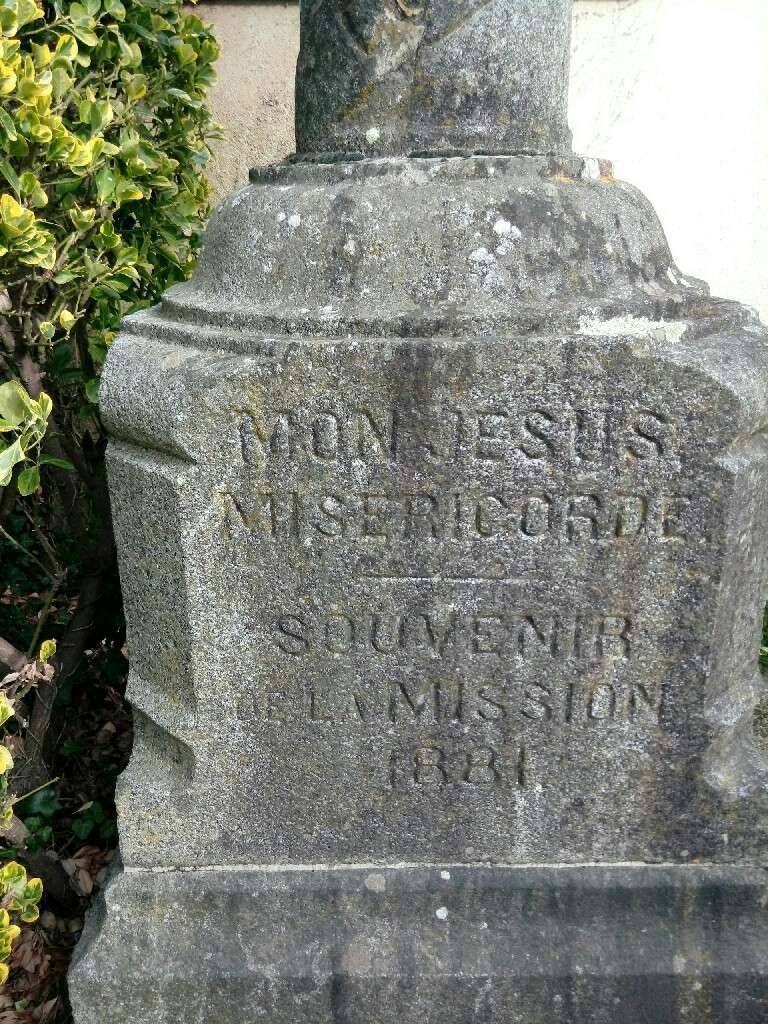 MON JESUS
MISERICORDE.
SOUVENIR
DE LA MISSION
1881